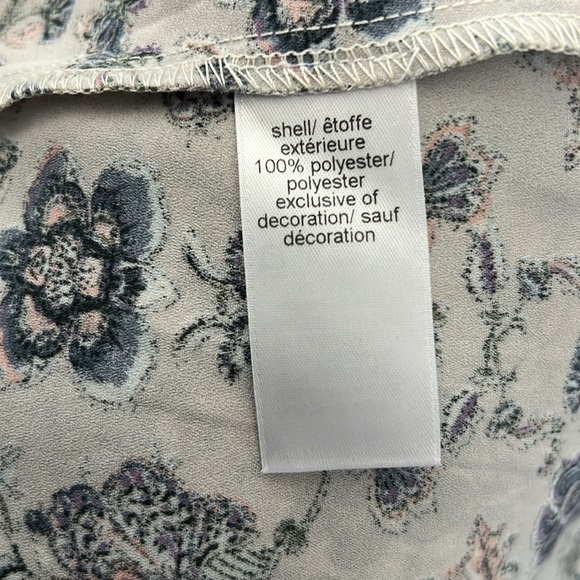 shell/ étoffe
extérieure
100% polyester/
polyester
exclusive of
decoration/ sauf
décoration